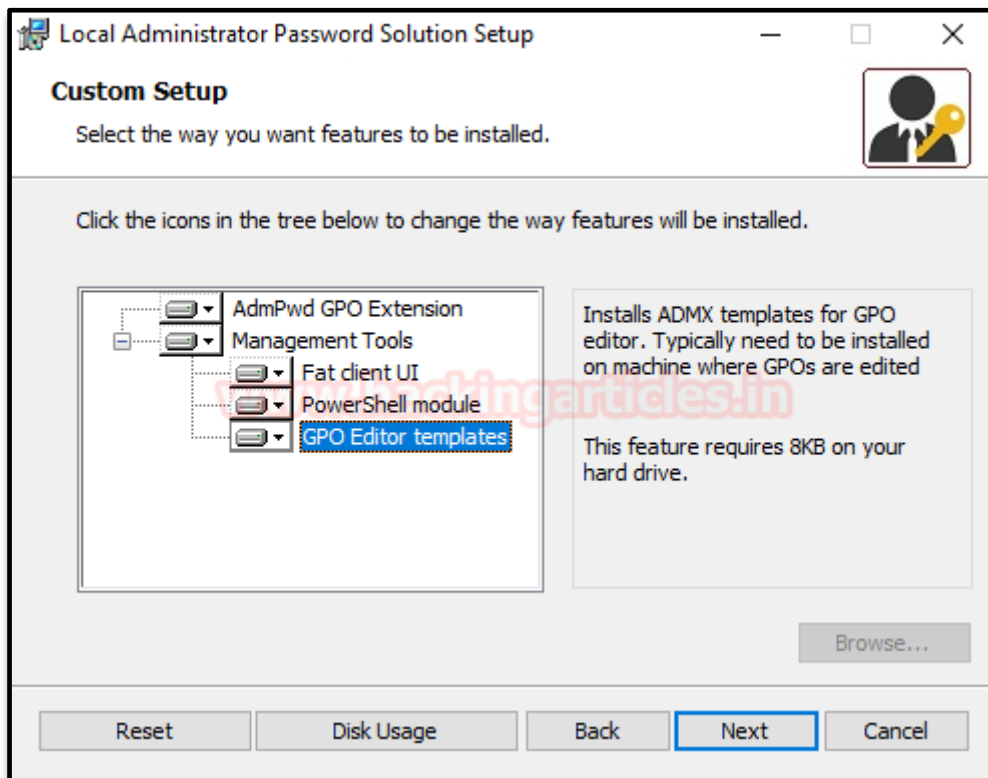 Local Administrator Password Solution Setup
Custom Setup
Select the way you want features to be installed.
Click the icons in the tree below to change the way features will be installed.
AdmPwd GPO Extension
Management Tools
Fat client UI
PowerShell module
GPO Editor templates
www.hackingarticles.in
Installs ADMX templates for GPO
editor. Typically need to be installed
on machine where GPOs are edited
This feature requires 8KB on your
hard drive.
Browse...
Reset
Disk Usage
Back
Next
Cancel